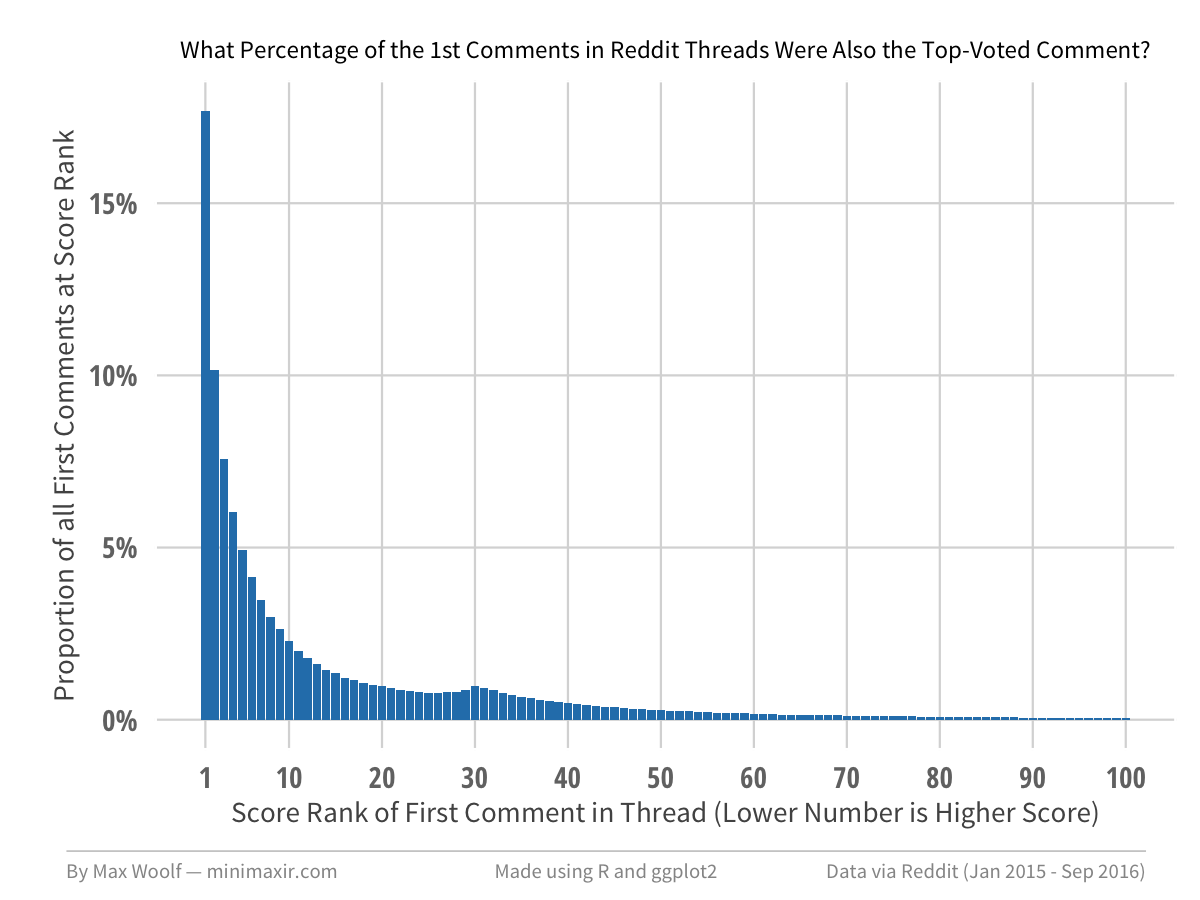 What Percentage of the 1st Comments in Reddit Threads Were Also the Top-Voted Comment?
Proportion of all First Comments at Score Rank
15%
10%
5%
0%
1 10 20 30 40 50 60 70 80 90 100
Score Rank of First Comment in Thread (Lower Number is Higher Score)
By Max Woolf — minimaxir.com Made using R and ggplot2 Data via Reddit (Jan 2015 - Sep 2016)